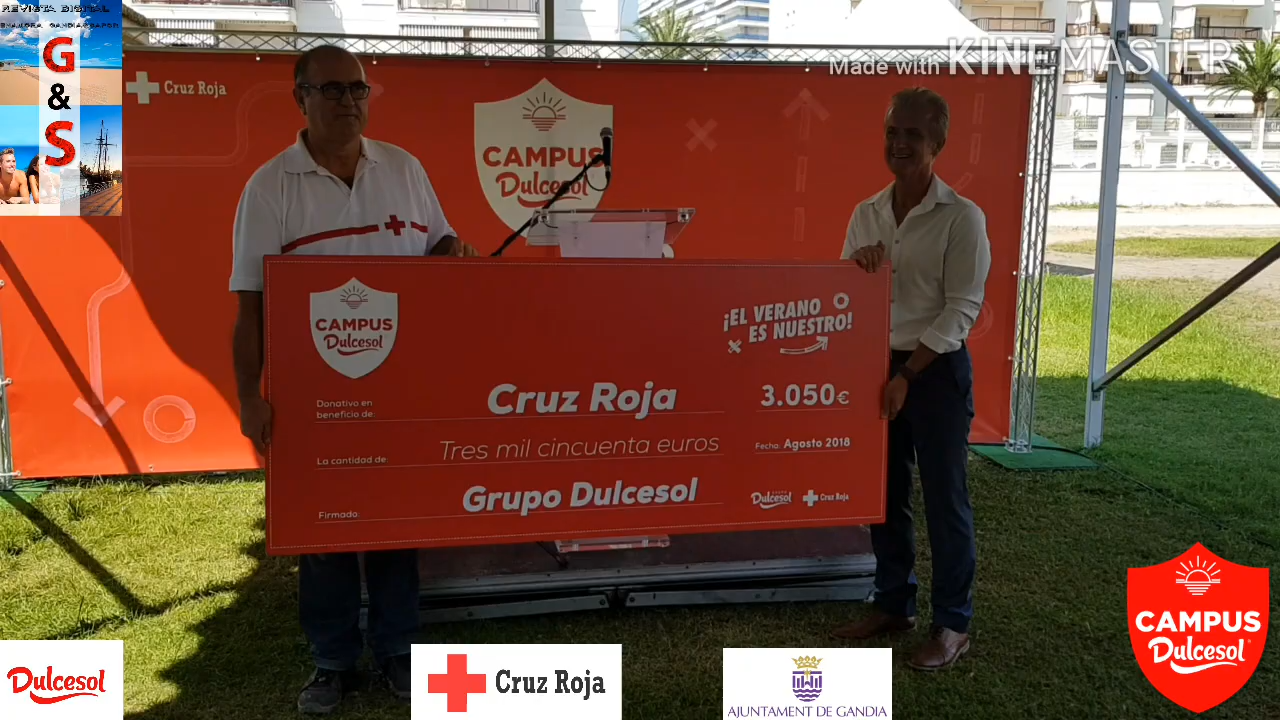 REVISTA DIGITAL
G
&
S
Made with KINEMASTER
Cruz Roja
CAMPUS
Dulcesol
CAMPUS
Dulcesol
¡EL VERANO
ES NUESTRO!
Donativo en
beneficio de:
Cruz Roja
3.050€
La cantidad de:
Tres mil cincuenta euros
Fecha: Agosto 2018
Firmado:
Grupo Dulcesol
Dulcesol
Cruz Roja
Dulcesol
Cruz Roja
AJUNTAMENT DE GANDIA
CAMPUS
Dulcesol